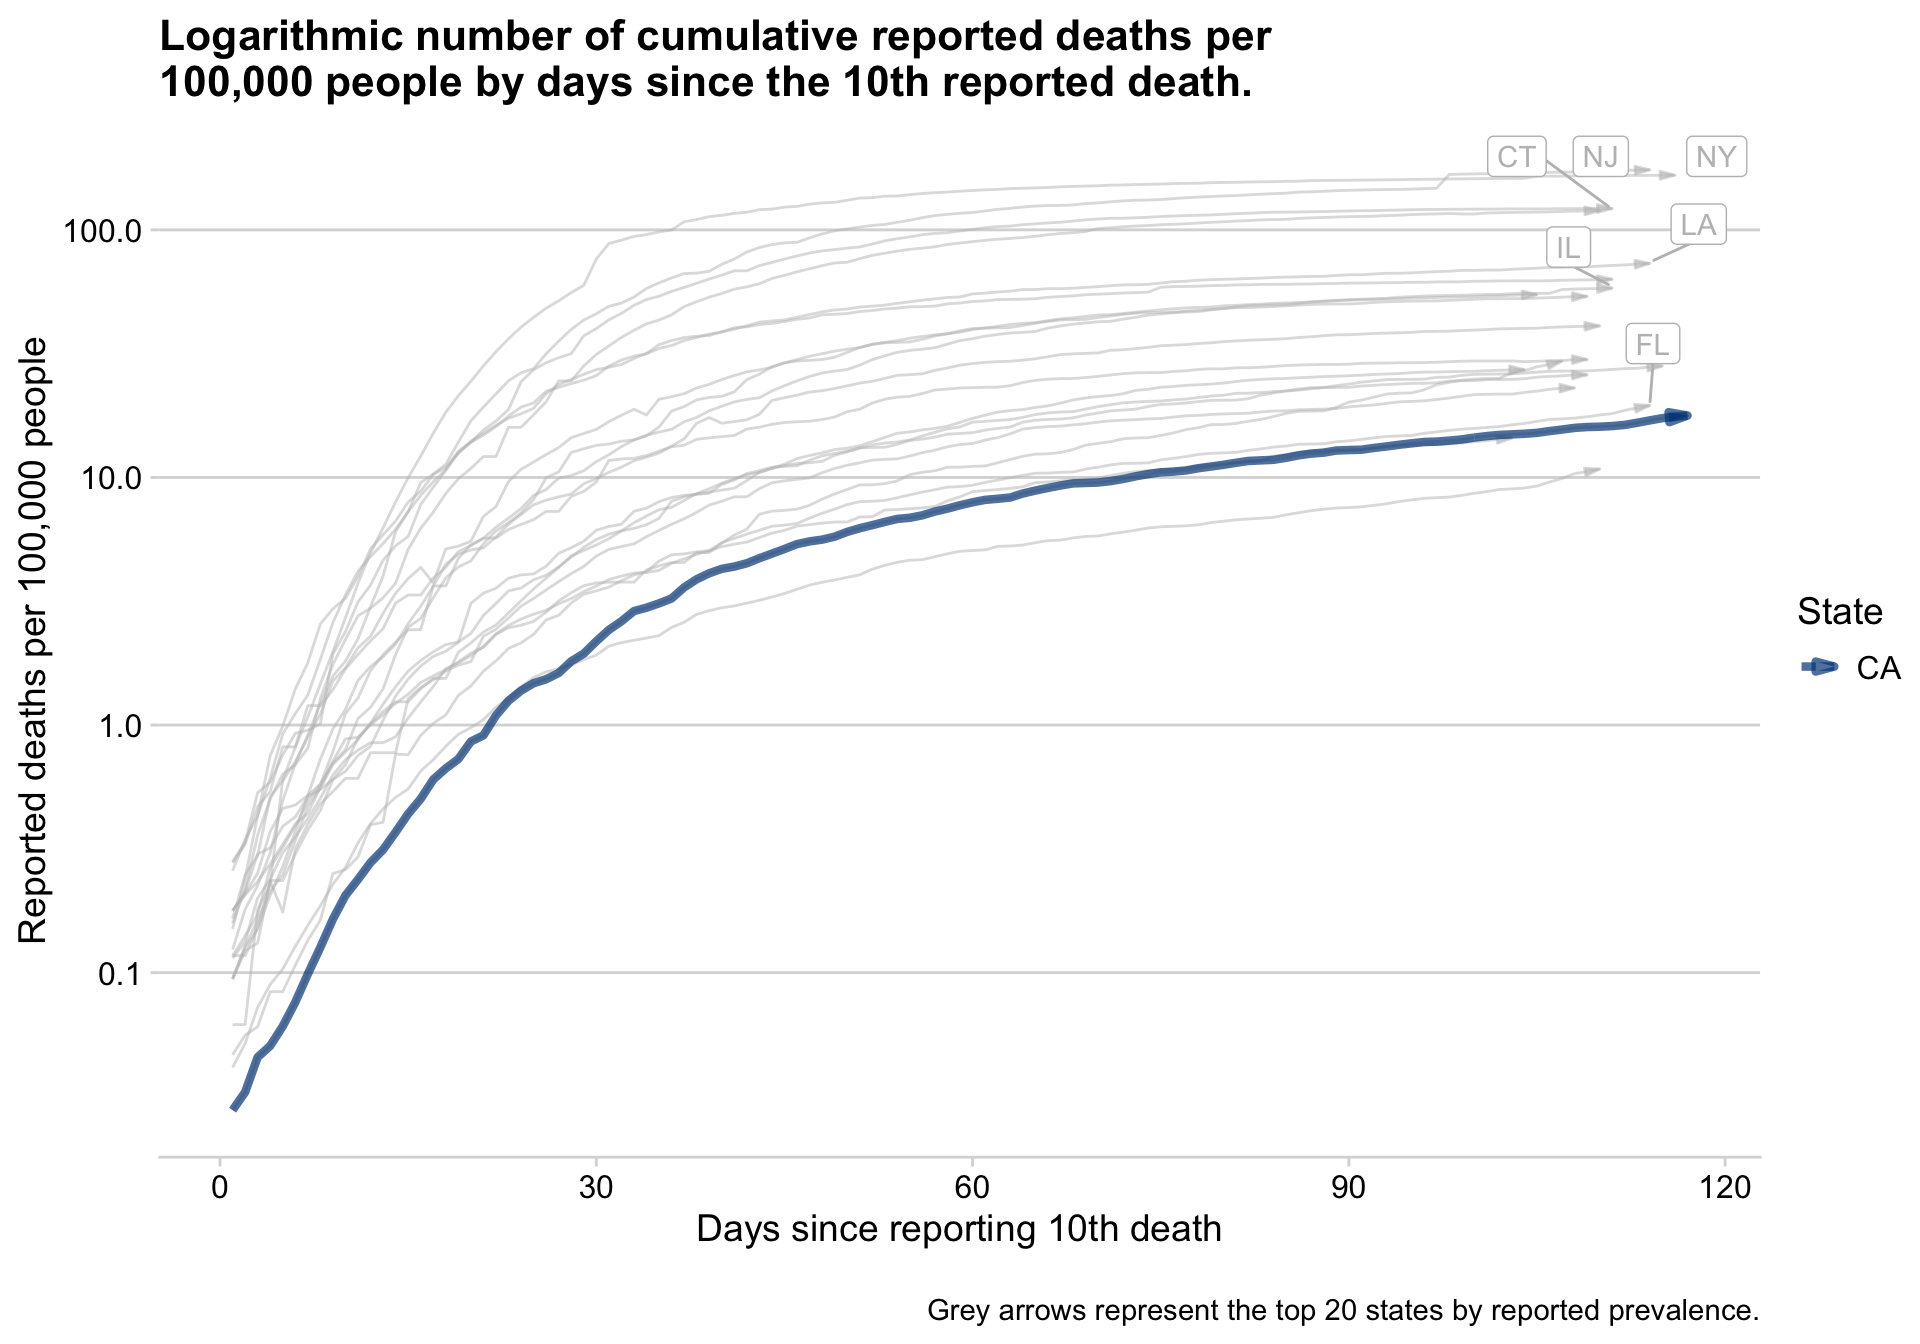 Logarithmic number of cumulative reported deaths per
100,000 people by days since the 10th reported death.
CT
NJ
NY
LA
IL
FL
100.0
10.0
1.0
0.1
Reported deaths per 100,000 people
State
CA
0
30
60
90
120
Days since reporting 10th death
Grey arrows represent the top 20 states by reported prevalence.